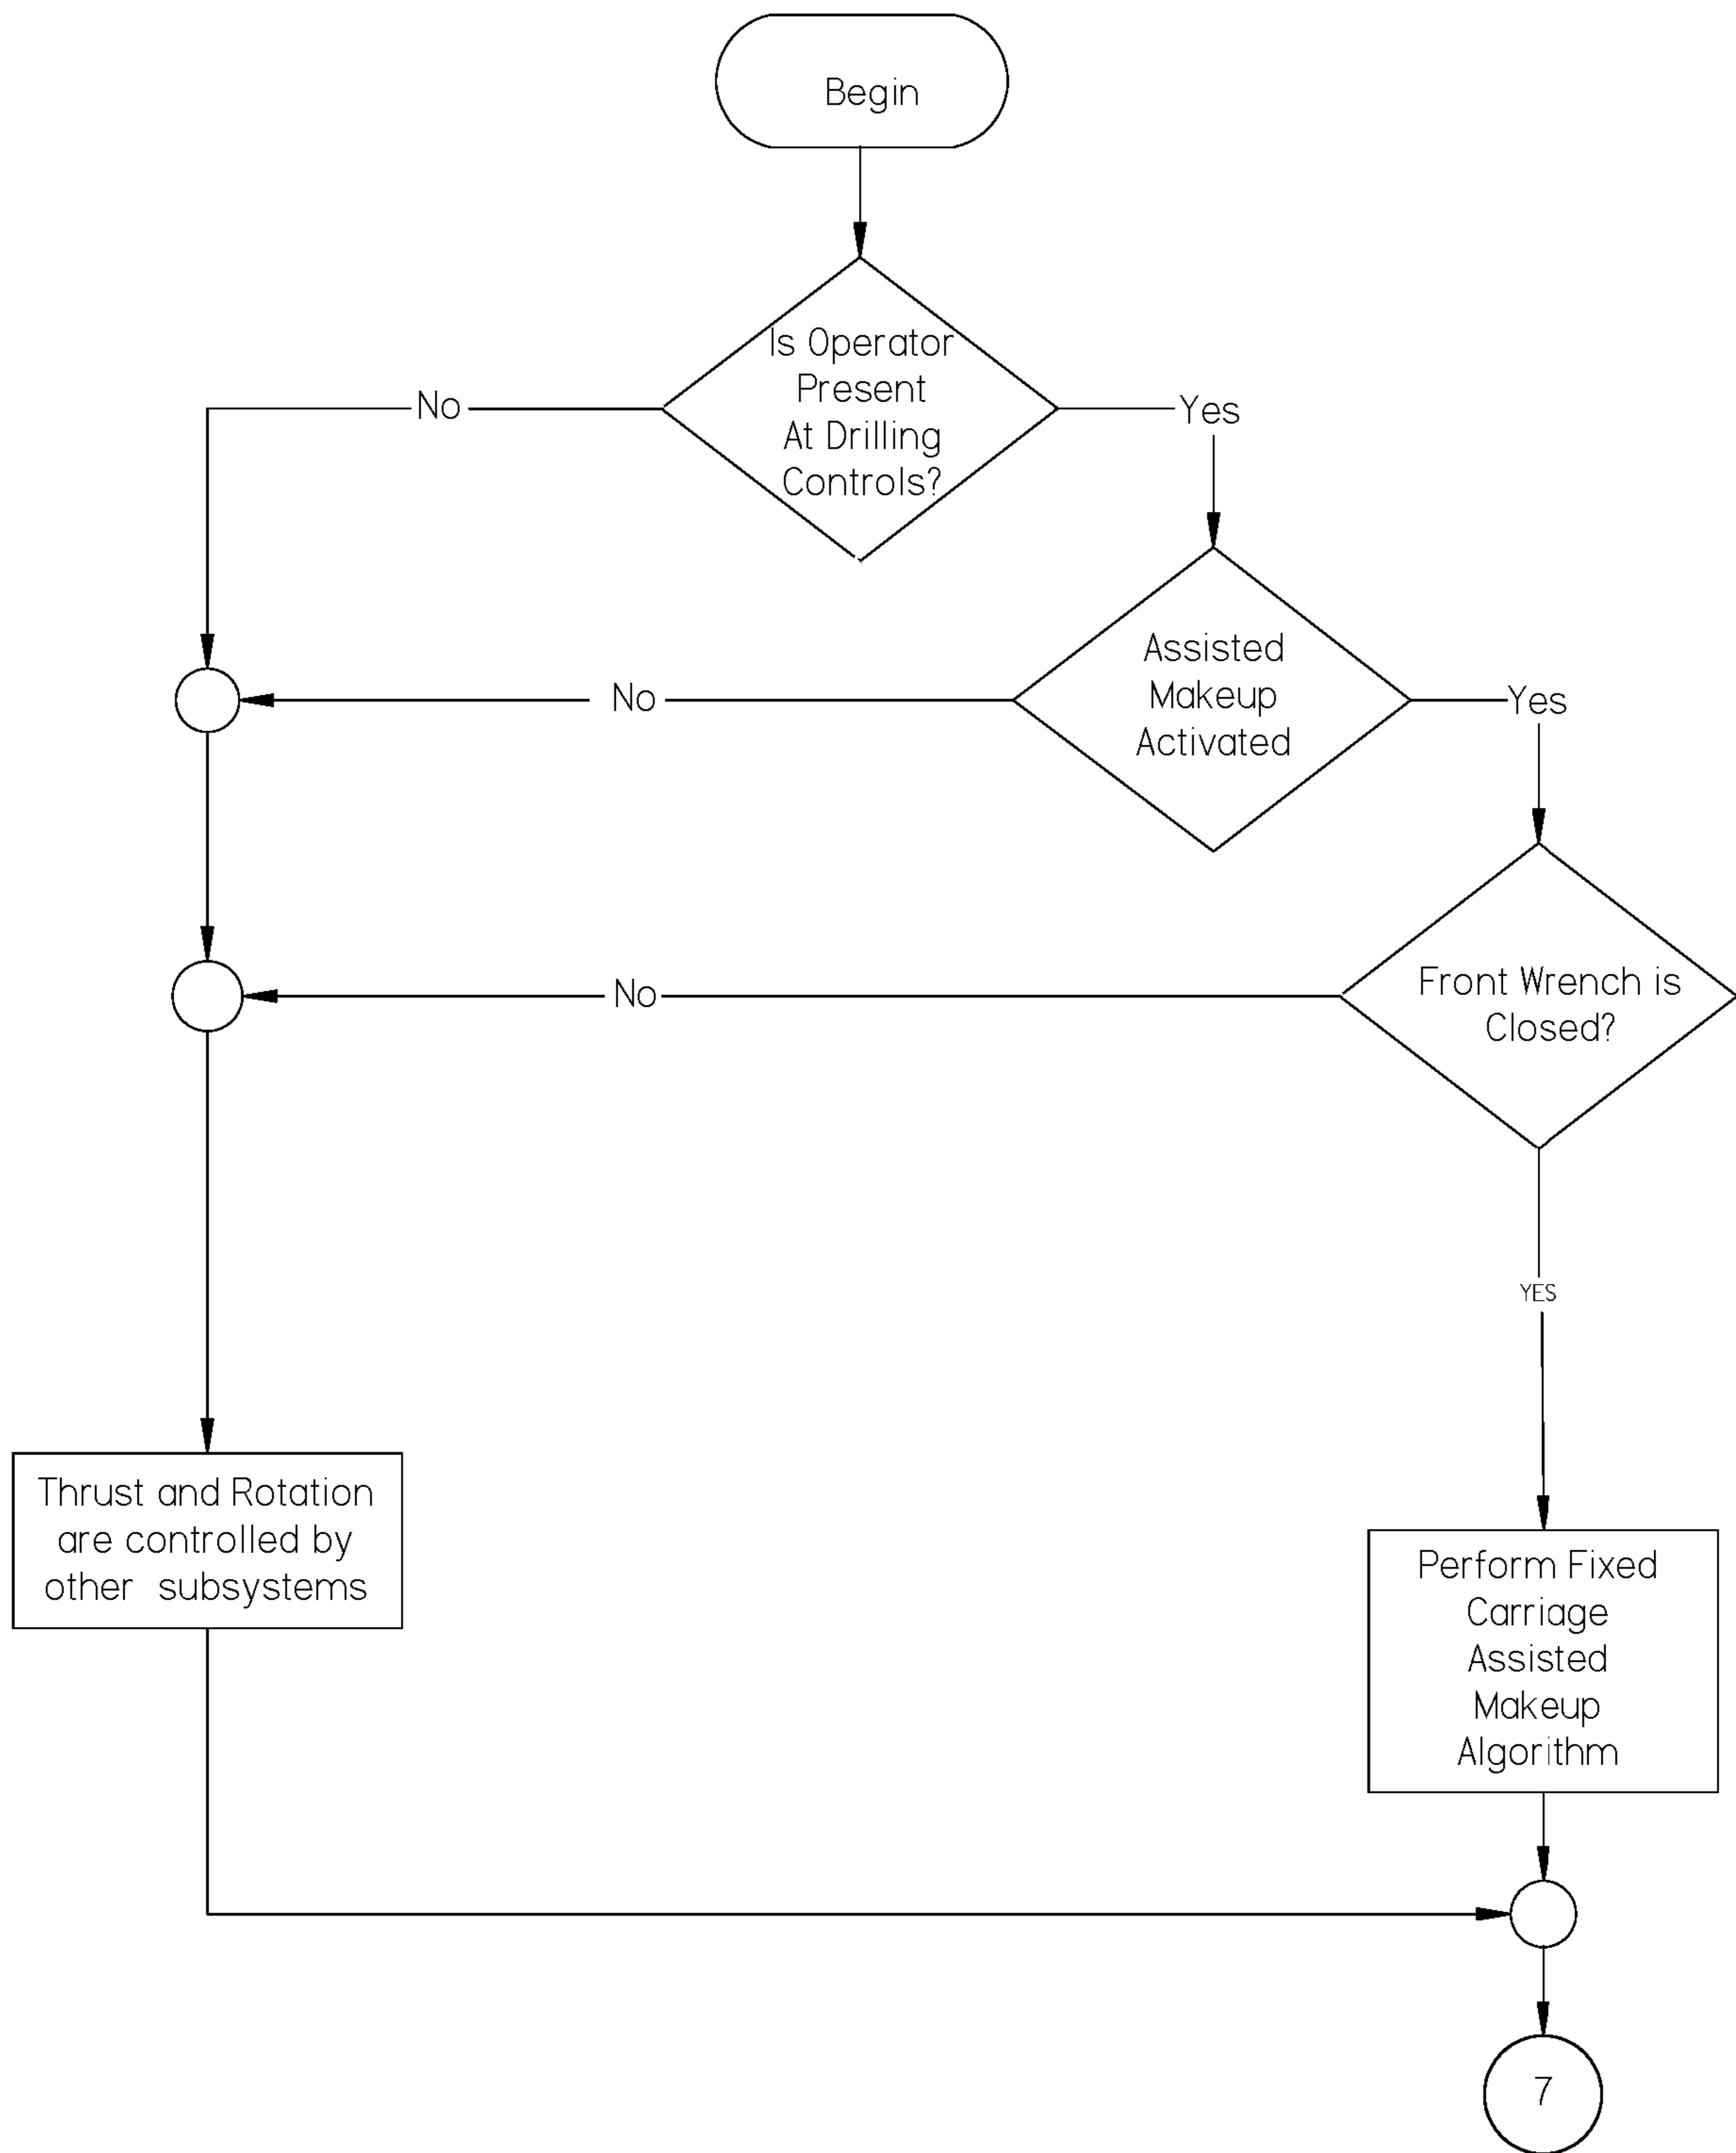 Begin
Is Operator
Present
At Drilling
Controls?
No
Yes
Assisted
Makeup
Activated
No
Yes
Front Wrench is
Closed?
No
YES
Thrust and Rotation
are controlled by
other subsystems
Perform Fixed
Carriage
Assisted
Makeup
Algorithm
7